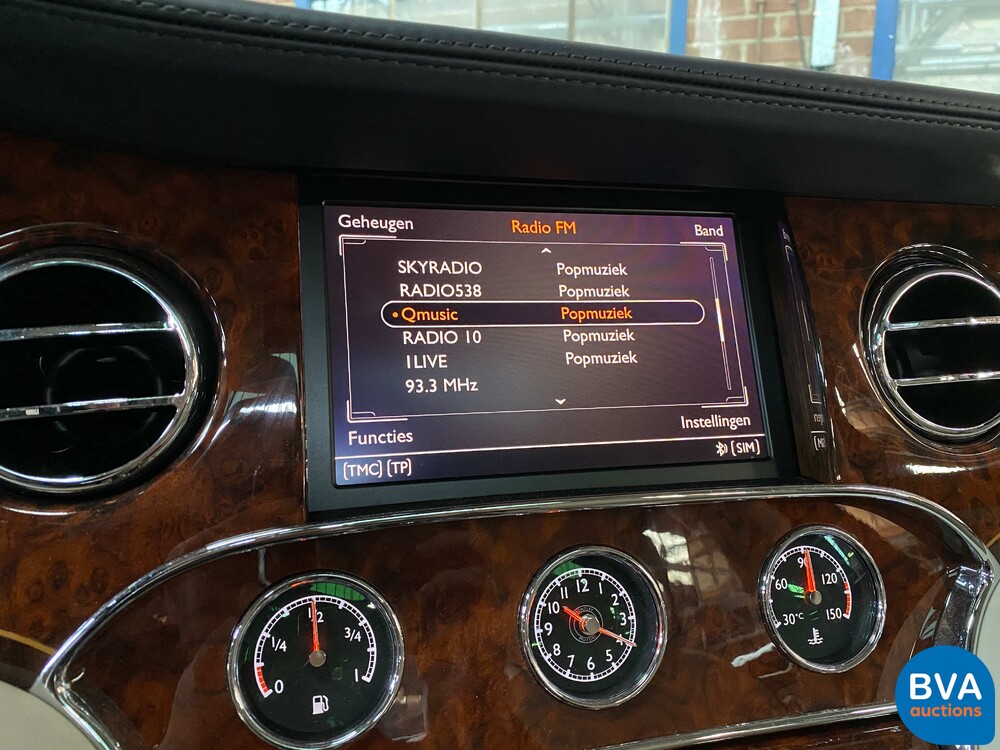 Geheugen Radio FM Band
SKYRADIO Popmuziek
RADIO538 Popmuziek
Qmusic Popmuziek
RADIO 10 Popmuziek
1LIVE Popmuziek
93.3 MHz
Functies Instellingen
[TMC] [TP] [SIM]
0 1/4 1/2 3/4 1
12 1 2 3 4 5 6 7 8 9 10 11
30°C 60 90 120 150
BVA
auctions